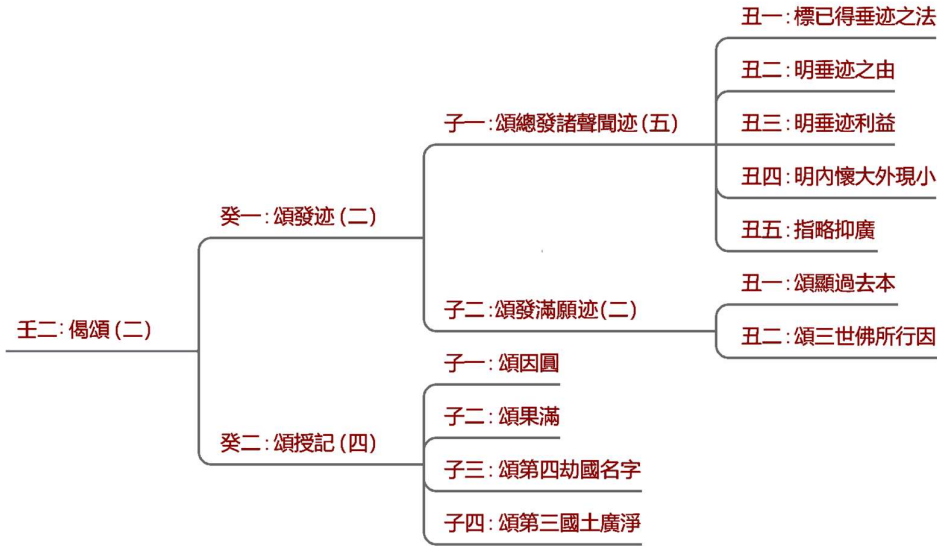 壬二:偈頌(二)
癸一:頌發迹(二)
子一:頌總發諸聲聞迹(五)
丑一:標已得垂迹之法
丑二:明垂迹之由
丑三:明垂迹利益
丑四:明內懷大外現小
丑五:指略抑廣
子二:頌發滿願迹(二)
丑一:頌顯過去本
丑二:頌三世佛所行因
癸二:頌授記(四)
子一:頌因圓
子二:頌果滿
子三:頌第四劫國名字
子四:頌第三國土廣淨